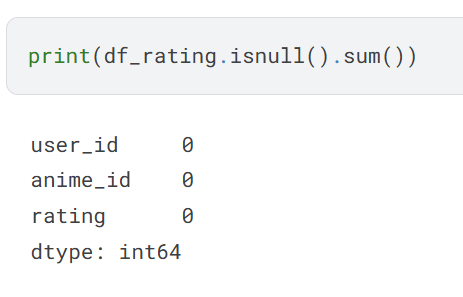 print(df_rating.isnull().sum())
user_id     0
anime_id    0
rating      0
dtype: int64